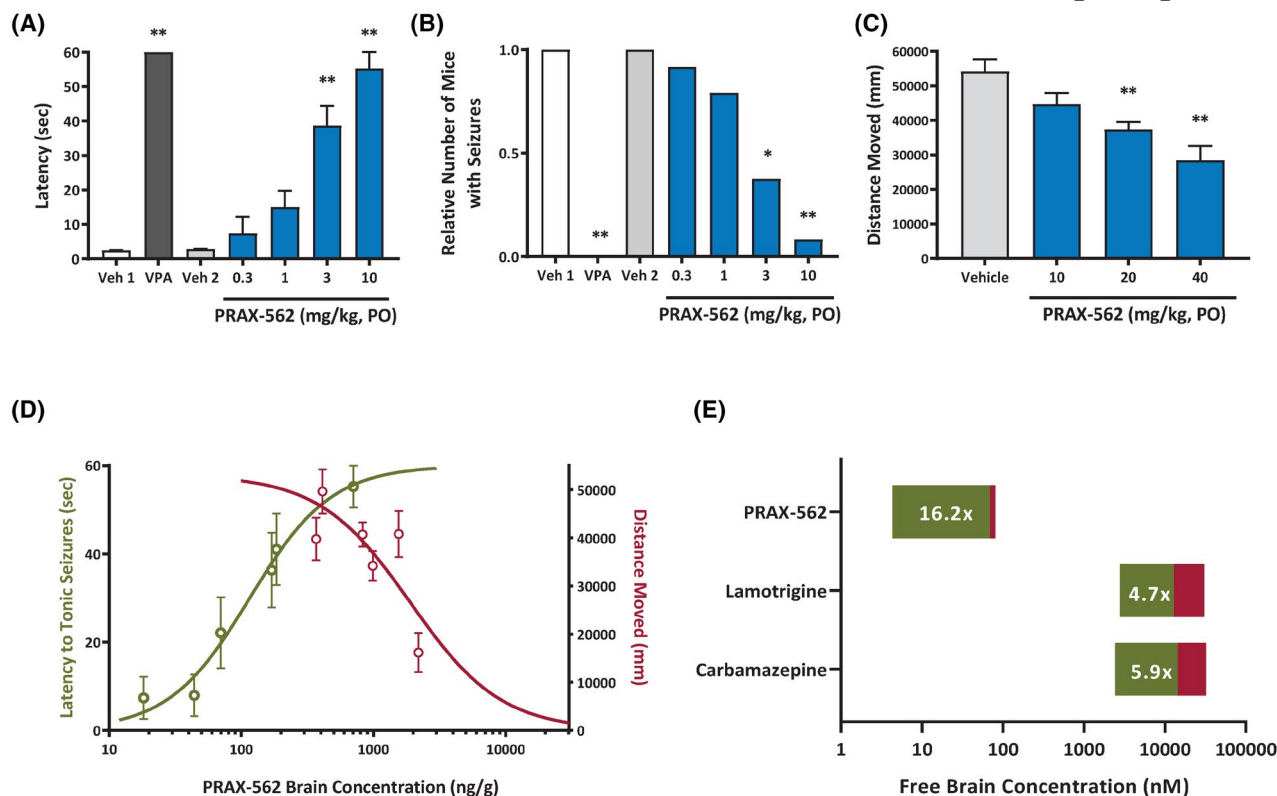 (A)
Latency (sec)
60
50
40
30
20
10
0
**
**
**
Veh 1 VPA Veh 2 0.3 1 3 10
PRAX-562 (mg/kg, PO)
(B)
Relative Number of Mice
with Seizures
1.0
0.5
0.0
**
*
**
Veh 1 VPA Veh 2 0.3 1 3 10
PRAX-562 (mg/kg, PO)
(C)
Distance Moved (mm)
60000
50000
40000
30000
20000
10000
0
**
**
Vehicle 10 20 40
PRAX-562 (mg/kg, PO)
(D)
Latency to Tonic Seizures (sec)
60
40
20
0
50000
40000
30000
20000
10000
0
Distance Moved (mm)
10 100 1000 10000
PRAX-562 Brain Concentration (ng/g)
(E)
PRAX-562
16.2x
Lamotrigine
4.7x
Carbamazepine
5.9x
1 10 100 1000 10000 100000
Free Brain Concentration (nM)